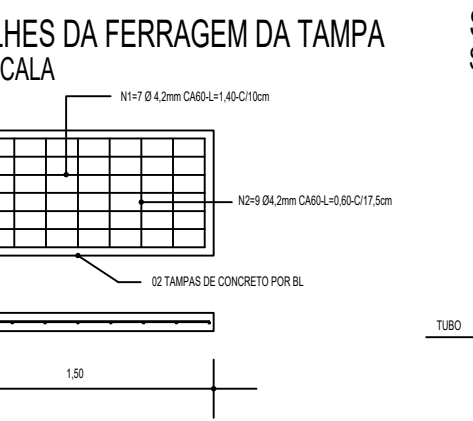 LHES DA FERRAGEM DA TAMPA
CALA
N1=7 Ø 4,2mm CA60-L=1,40-C/10cm
N2=9 Ø4,2mm CA60-L=0,60-C/17,5cm
02 TAMPAS DE CONCRETO POR BL
TUBO
1,50